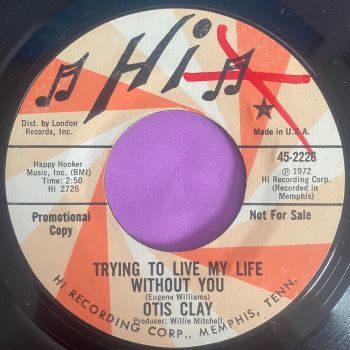 Hi
Dist. by London
Records, Inc.
Made in U.S.A.
Happy Hooker
Music, Inc. (BMI)
Time: 2:50
Hi 2726
45-2226
℗ 1972
Hi Recording Corp.
(Recorded in
Memphis)
Promotional
Copy
Not For Sale
TRYING TO LIVE MY LIFE
WITHOUT YOU
(Eugene Williams)
OTIS CLAY
Producer: Willie Mitchell
HI RECORDING CORP., MEMPHIS, TENN.